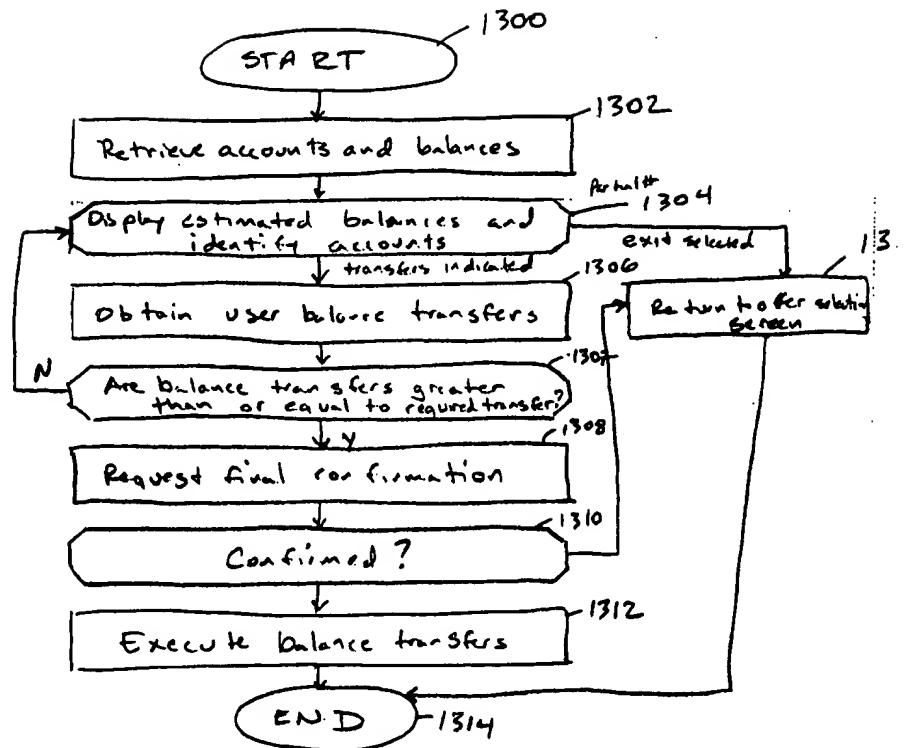 1300
START
1302
Retrieve accounts and balances
1304
Display estimated balances and
identify accounts
exit selected
13
transfers indicated
1306
Return to offer selection
screen
Obtain user balance transfers
1307
N
Are balance transfers greater
than or equal to required transfer?
Y
1308
Request final confirmation
1310
Confirmed?
1312
Execute balance transfers
END
1314